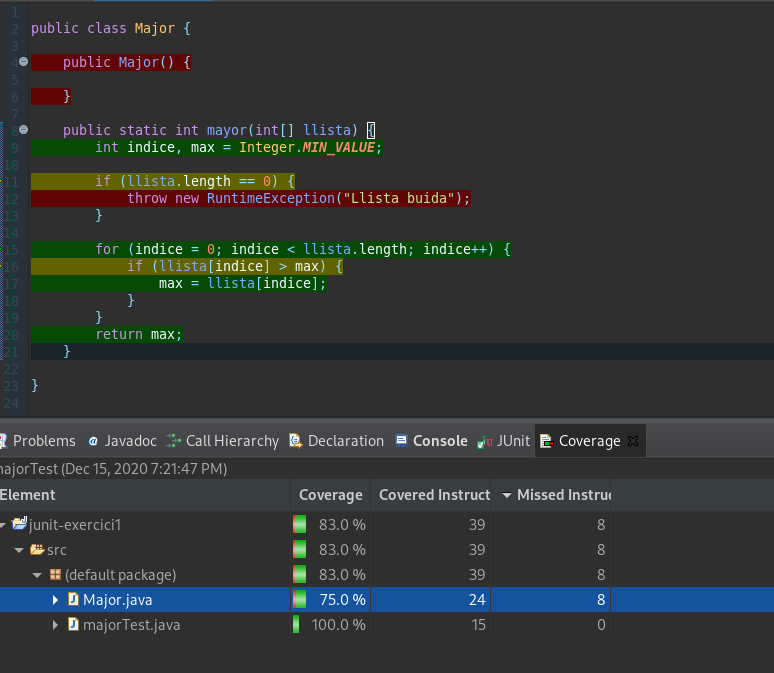 1
2 public class Major {
3
4 public Major() {
5
6 }
7
8 public static int mayor(int[] llista) {
9 int indice, max = Integer.MIN_VALUE;
10
11 if (llista.length == 0) {
12 throw new RuntimeException("Llista buida");
13 }
14
15 for (indice = 0; indice < llista.length; indice++) {
16 if (llista[indice] > max) {
17 max = llista[indice];
18 }
19 }
20 return max;
21 }
22
23 }
24
Problems Javadoc Call Hierarchy Declaration Console JUnit Coverage
majorTest (Dec 15, 2020 7:21:47 PM)
Element Coverage Covered Instruct Missed Instru
junit-exercici1 83.0 % 39 8
src 83.0 % 39 8
(default package) 83.0 % 39 8
Major.java 75.0 % 24 8
majorTest.java 100.0 % 15 0